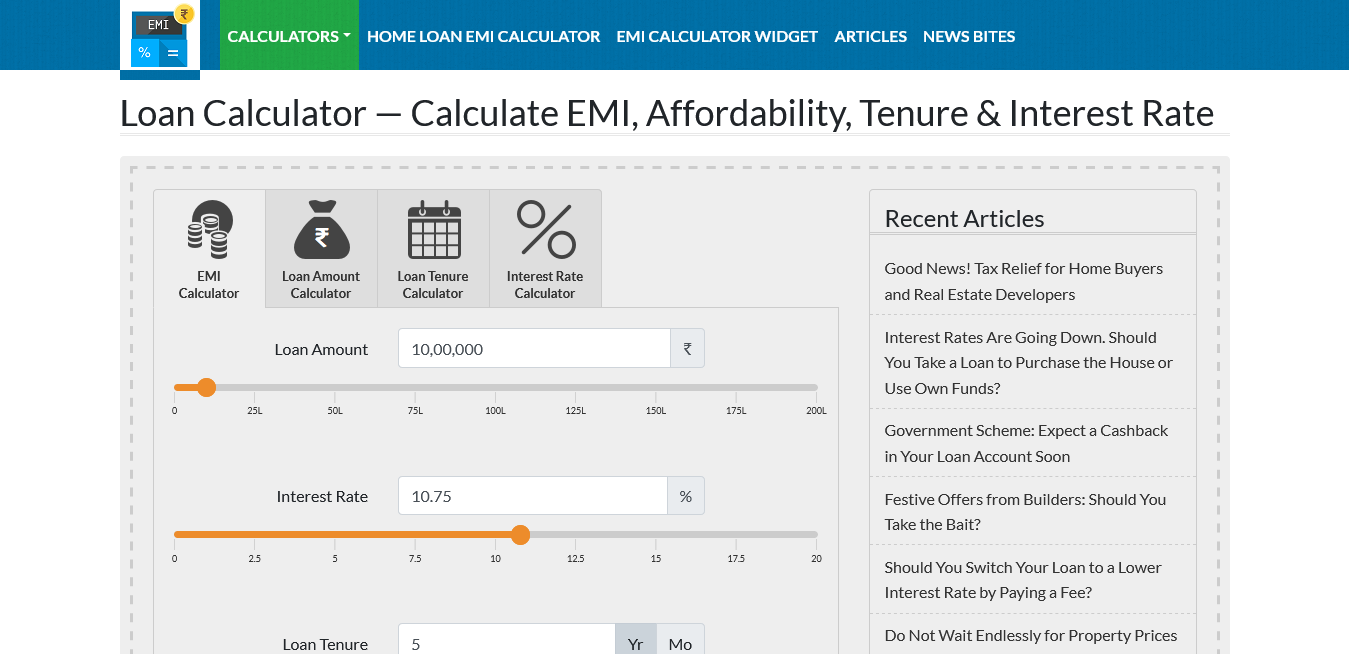 EMI
₹
%
=
CALCULATORS
HOME LOAN EMI CALCULATOR
EMI CALCULATOR WIDGET
ARTICLES
NEWS BITES
Loan Calculator — Calculate EMI, Affordability, Tenure & Interest Rate
EMI
Calculator
₹
Loan Amount
Calculator
Loan Tenure
Calculator
Interest Rate
Calculator
Loan Amount
10,00,000
₹
0 25L 50L 75L 100L 125L 150L 175L 200L
Interest Rate
10.75
%
0 2.5 5 7.5 10 12.5 15 17.5 20
Loan Tenure
5
Yr
Mo
Recent Articles
Good News! Tax Relief for Home Buyers
and Real Estate Developers
Interest Rates Are Going Down. Should
You Take a Loan to Purchase the House or
Use Own Funds?
Government Scheme: Expect a Cashback
in Your Loan Account Soon
Festive Offers from Builders: Should You
Take the Bait?
Should You Switch Your Loan to a Lower
Interest Rate by Paying a Fee?
Do Not Wait Endlessly for Property Prices